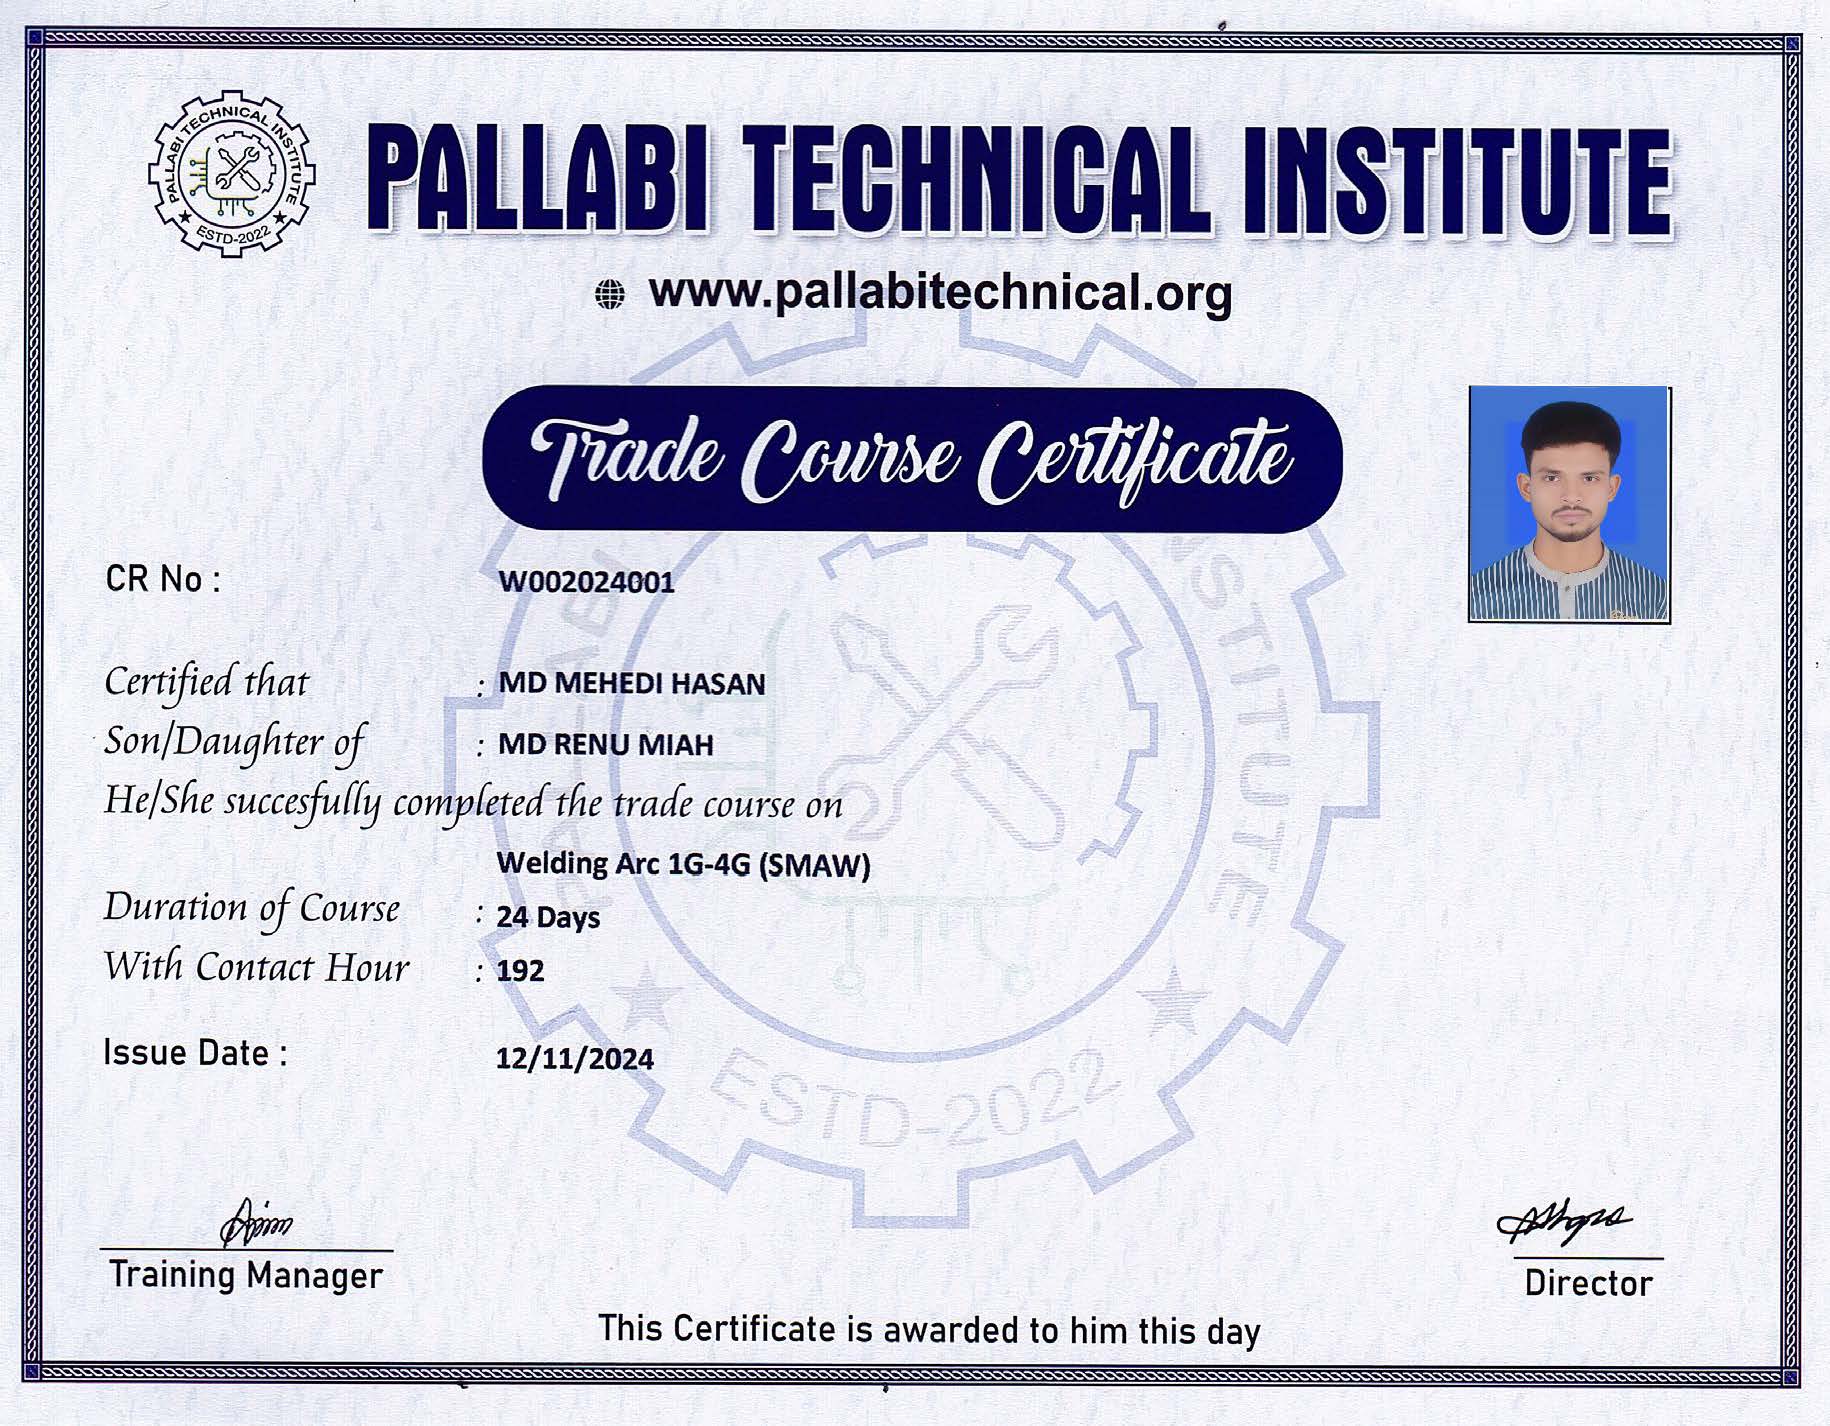 PALLABI TECHNICAL INSTITUTE
ESTD-2022
PALLABI TECHNICAL INSTITUTE
www.pallabitechnical.org
Trade Course Certificate
CR No : W002024001
Certified that : MD MEHEDI HASAN
Son/Daughter of : MD RENU MIAH
He/She succesfully completed the trade course on
Welding Arc 1G-4G (SMAW)
Duration of Course : 24 Days
With Contact Hour : 192
Issue Date : 12/11/2024
ESTD-2022
Training Manager
Director
This Certificate is awarded to him this day